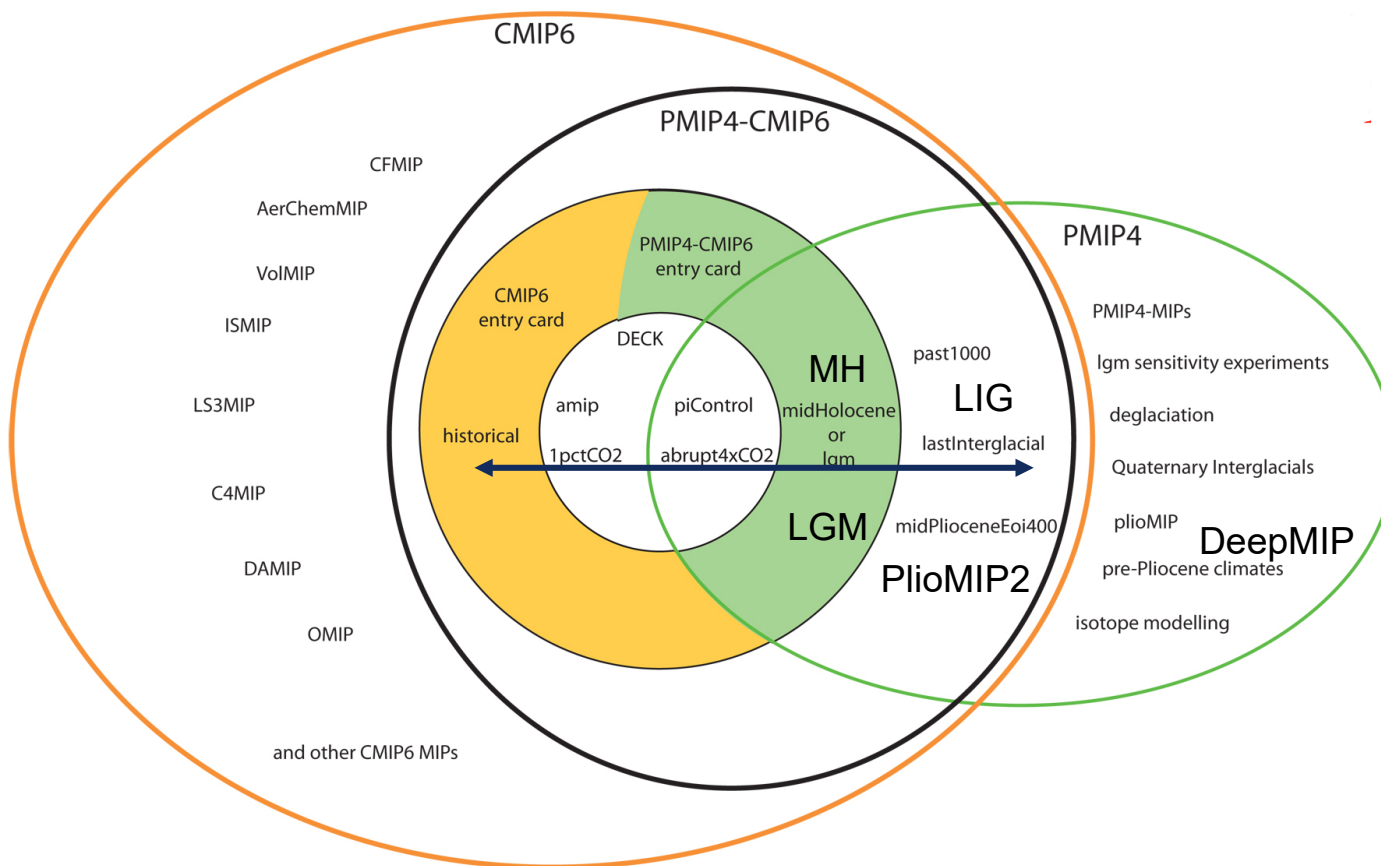 CMIP6
PMIP4-CMIP6
CFMIP
AerChemMIP
VolMIP
ISMIP
LS3MIP
C4MIP
DAMIP
OMIP
and other CMIP6 MIPs
CMIP6
entry card
historical
PMIP4-CMIP6
entry card
DECK
amip
piControl
1pctCO2
abrupt4xCO2
MH
midHolocene
or
lgm
LGM
past1000
LIG
lastInterglacial
midPlioceneEoi400
PlioMIP2
PMIP4
PMIP4-MIPs
lgm sensitivity experiments
deglaciation
Quaternary Interglacials
plioMIP
DeepMIP
pre-Pliocene climates
isotope modelling